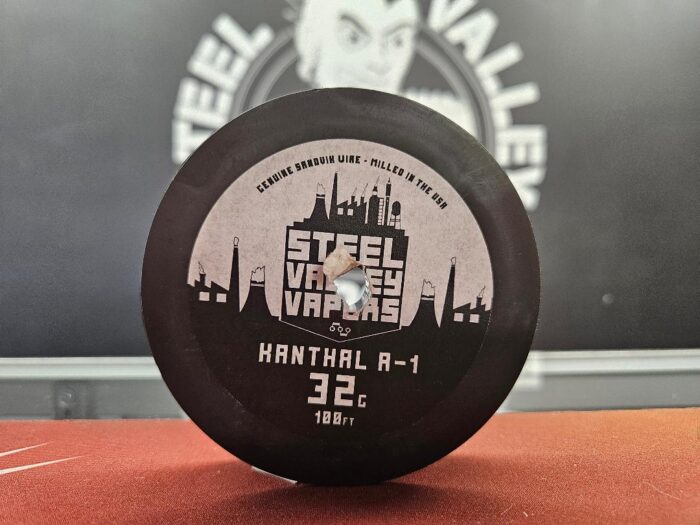 STEEL VALLEY
GENUINE SANDVIK WIRE - MILLED IN THE USA
STEEL
VALLEY
VAPORS
KANTHAL A-1
32G
100FT